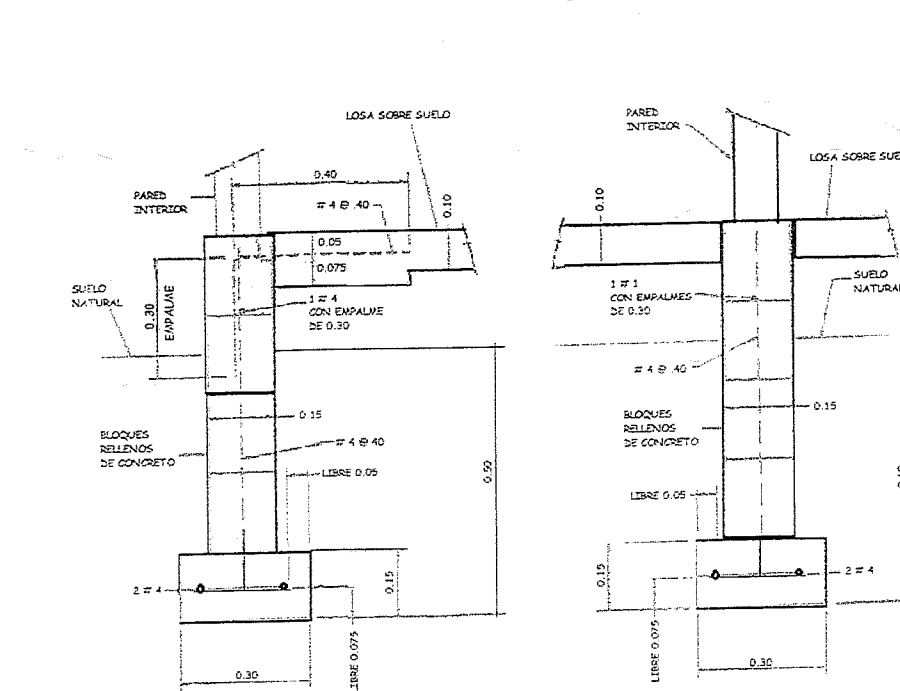 LOSA SOBRE SUELO
0.40
# 4 @ .40
0.10
PARED
INTERIOR
0.05
0.075
SUELO
NATURAL
0.30
EMPALME
1 # 4
CON EMPALME
DE 0.30
0.15
BLOQUES
RELLENOS
DE CONCRETO
# 4 @ 40
LIBRE 0.05
0.50
2 # 4
0.15
LIBRE 0.075
0.30
PARED
INTERIOR
LOSA SOBRE SUE
0.10
1 # 1
CON EMPALMES
DE 0.30
SUELO
NATURAL
# 4 @ .40
0.15
BLOQUES
RELLENOS
DE CONCRETO
LIBRE 0.05
0.15
2 # 4
LIBRE 0.075
0.30